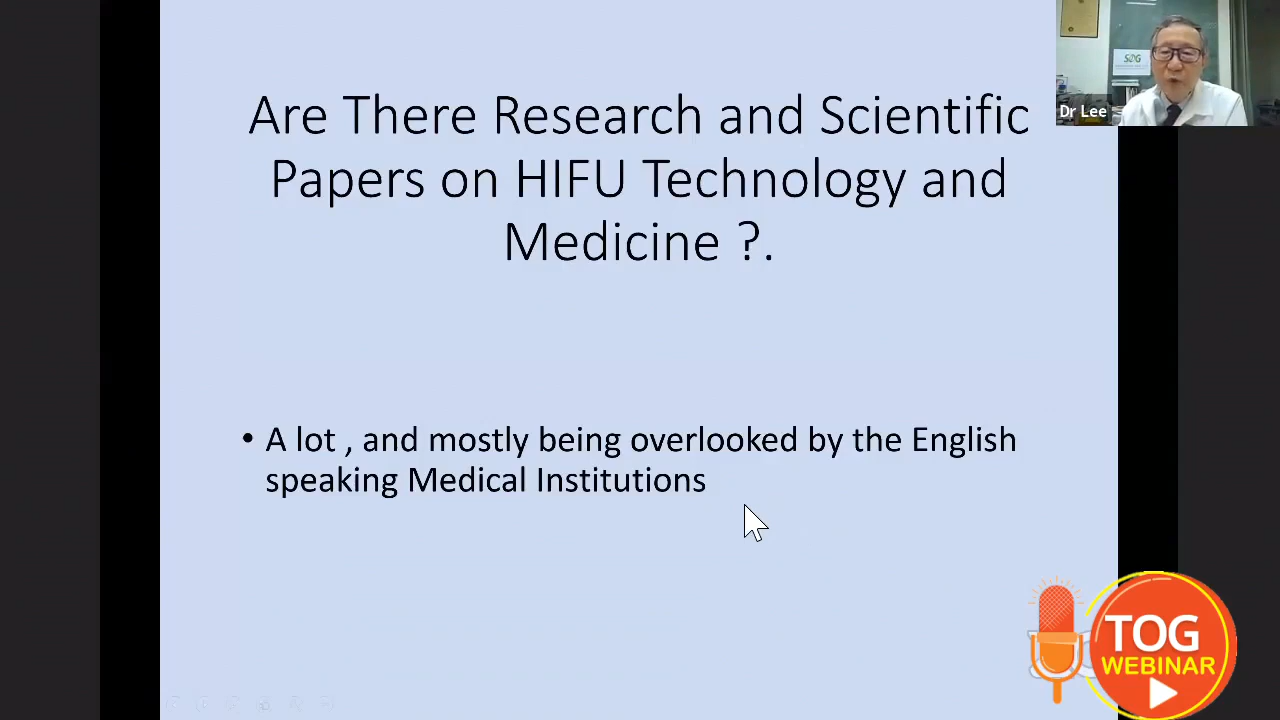 Are There Research and Scientific
Papers on HIFU Technology and
Medicine ?.
• A lot , and mostly being overlooked by the English
speaking Medical Institutions
Dr Lee
TOG
WEBINAR